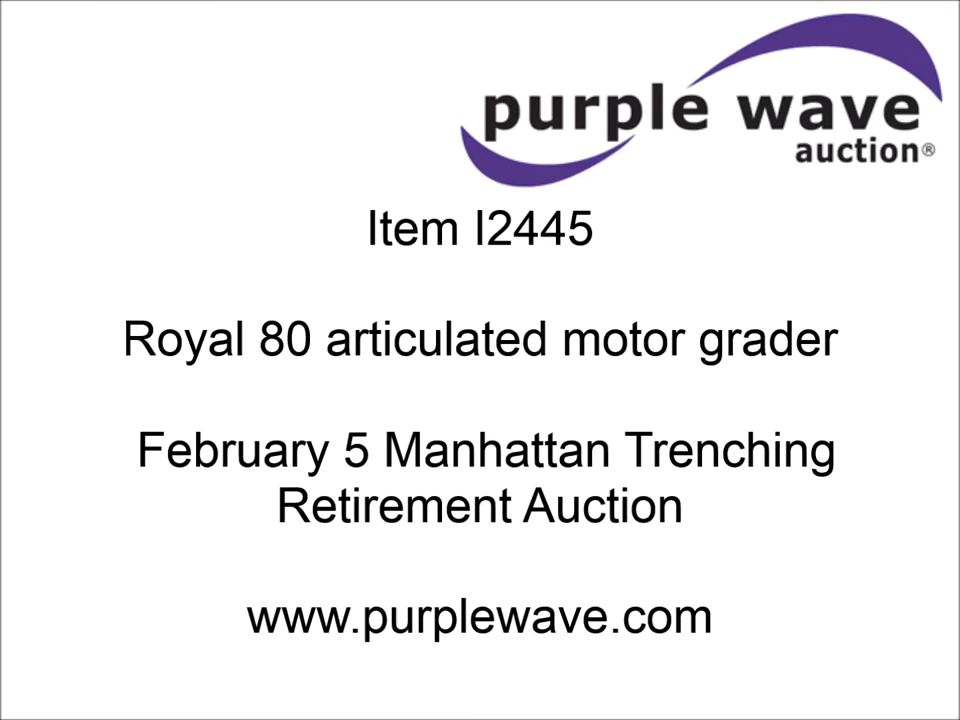 purple wave
auction®
Item I2445
Royal 80 articulated motor grader
February 5 Manhattan Trenching
Retirement Auction
www.purplewave.com